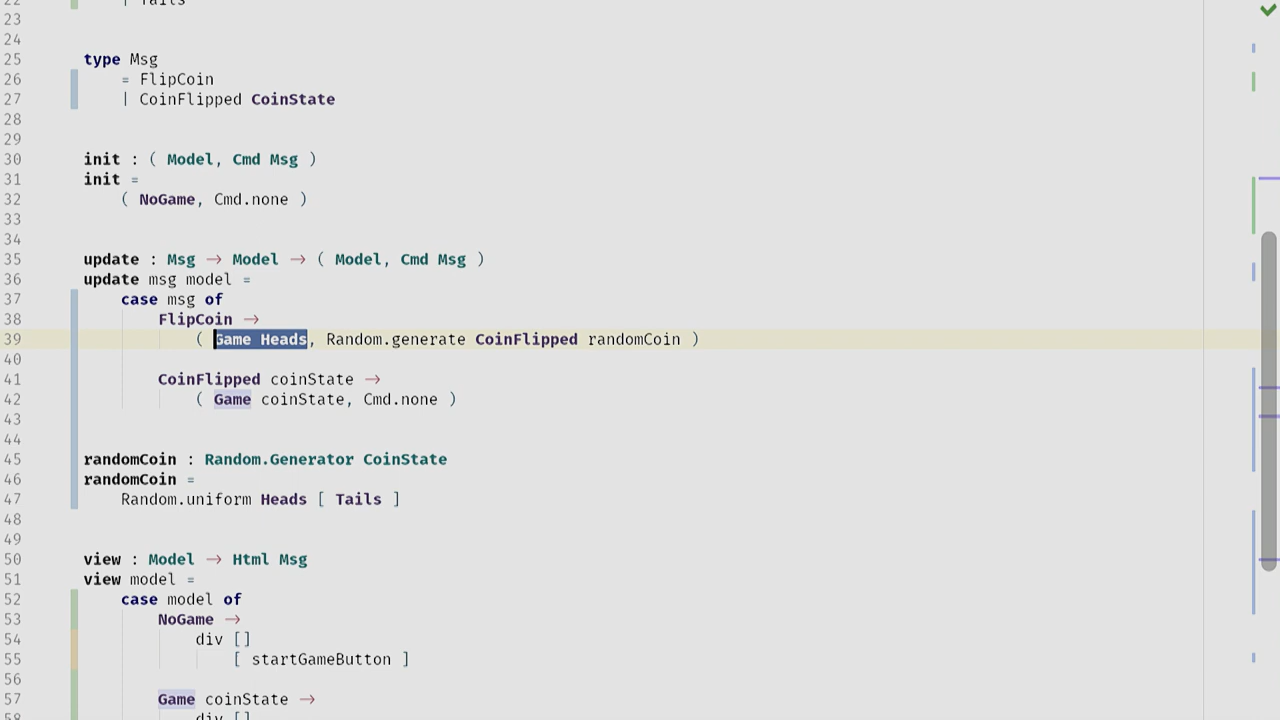 22    | Tails
23
24
25 type Msg
26     = FlipCoin
27     | CoinFlipped CoinState
28
29
30 init : ( Model, Cmd Msg )
31 init =
32     ( NoGame, Cmd.none )
33
34
35 update : Msg → Model → ( Model, Cmd Msg )
36 update msg model =
37     case msg of
38         FlipCoin →
39             ( Game Heads, Random.generate CoinFlipped randomCoin )
40
41         CoinFlipped coinState →
42             ( Game coinState, Cmd.none )
43
44
45 randomCoin : Random.Generator CoinState
46 randomCoin =
47     Random.uniform Heads [ Tails ]
48
49
50 view : Model → Html Msg
51 view model =
52     case model of
53         NoGame →
54             div []
55                 [ startGameButton ]
56
57         Game coinState →
58             div []